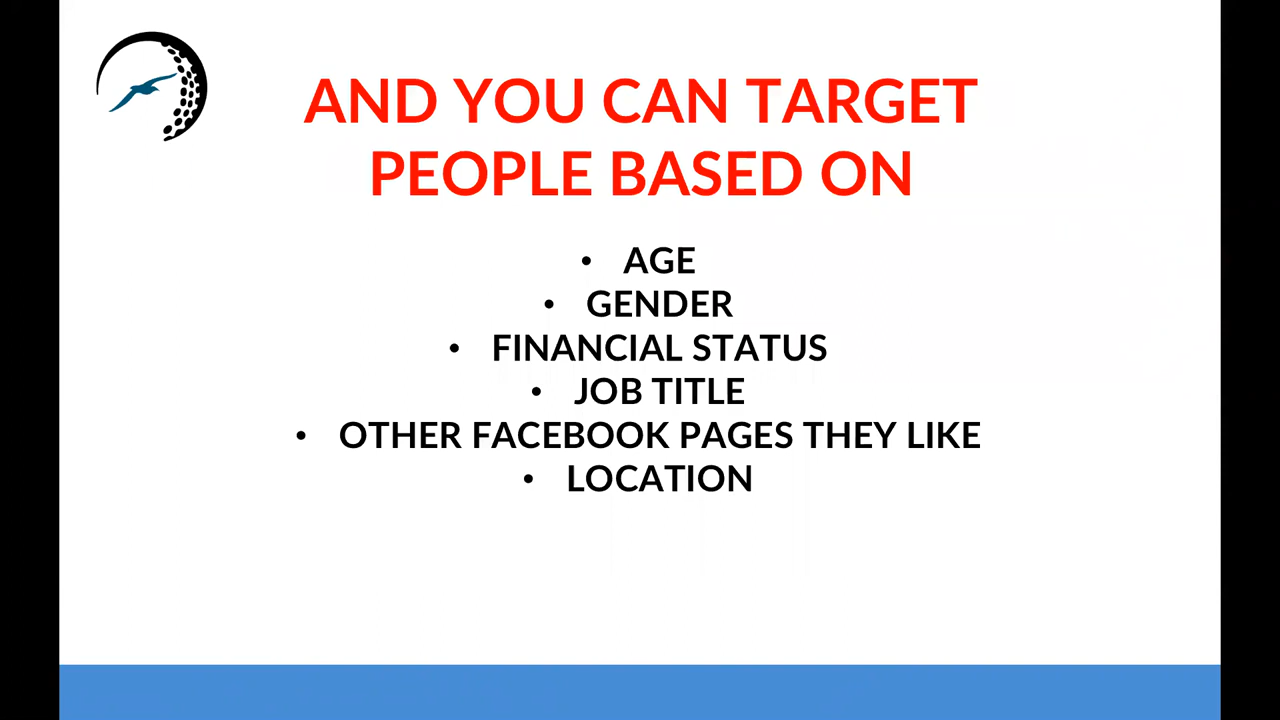 AND YOU CAN TARGET
PEOPLE BASED ON
• AGE
• GENDER
• FINANCIAL STATUS
• JOB TITLE
• OTHER FACEBOOK PAGES THEY LIKE
• LOCATION